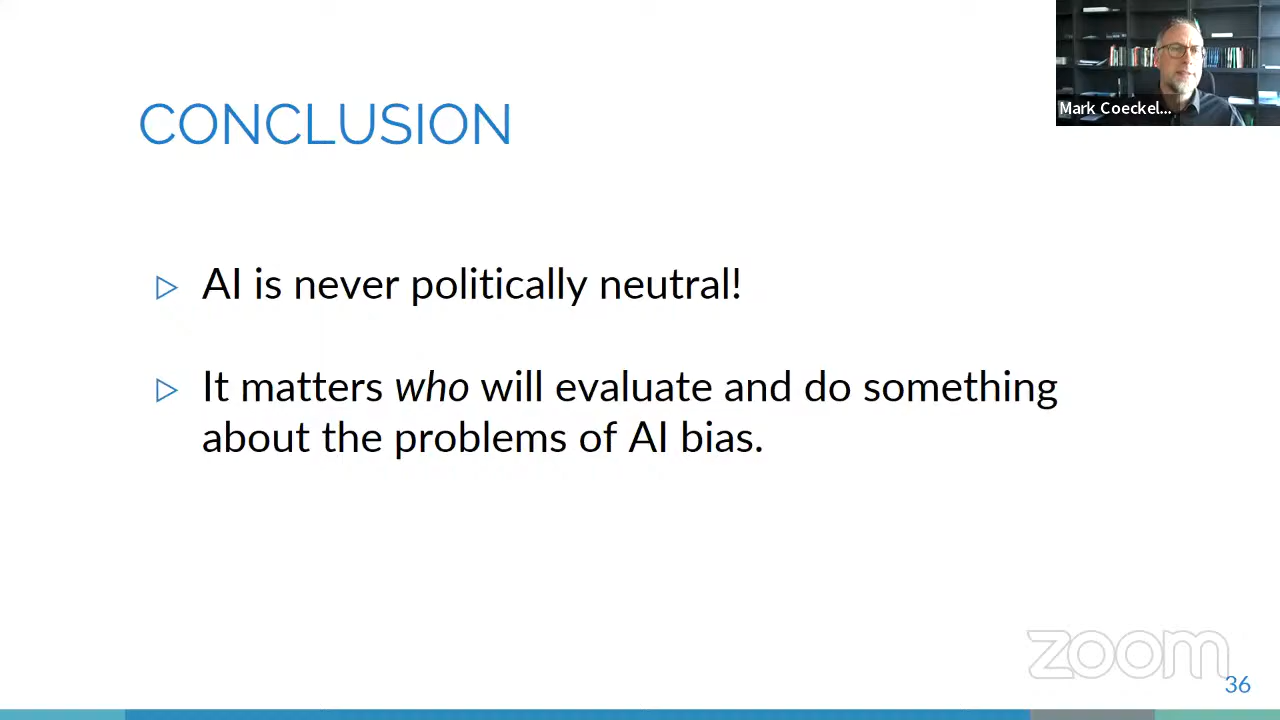 Mark Coeckel...
CONCLUSION
AI is never politically neutral!
It matters who will evaluate and do something
about the problems of AI bias.
zoom
36